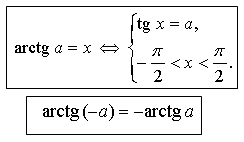 arctg a = x ⇔ { tg x = a,
-π/2 < x < π/2.
arctg (-a) = -arctg a